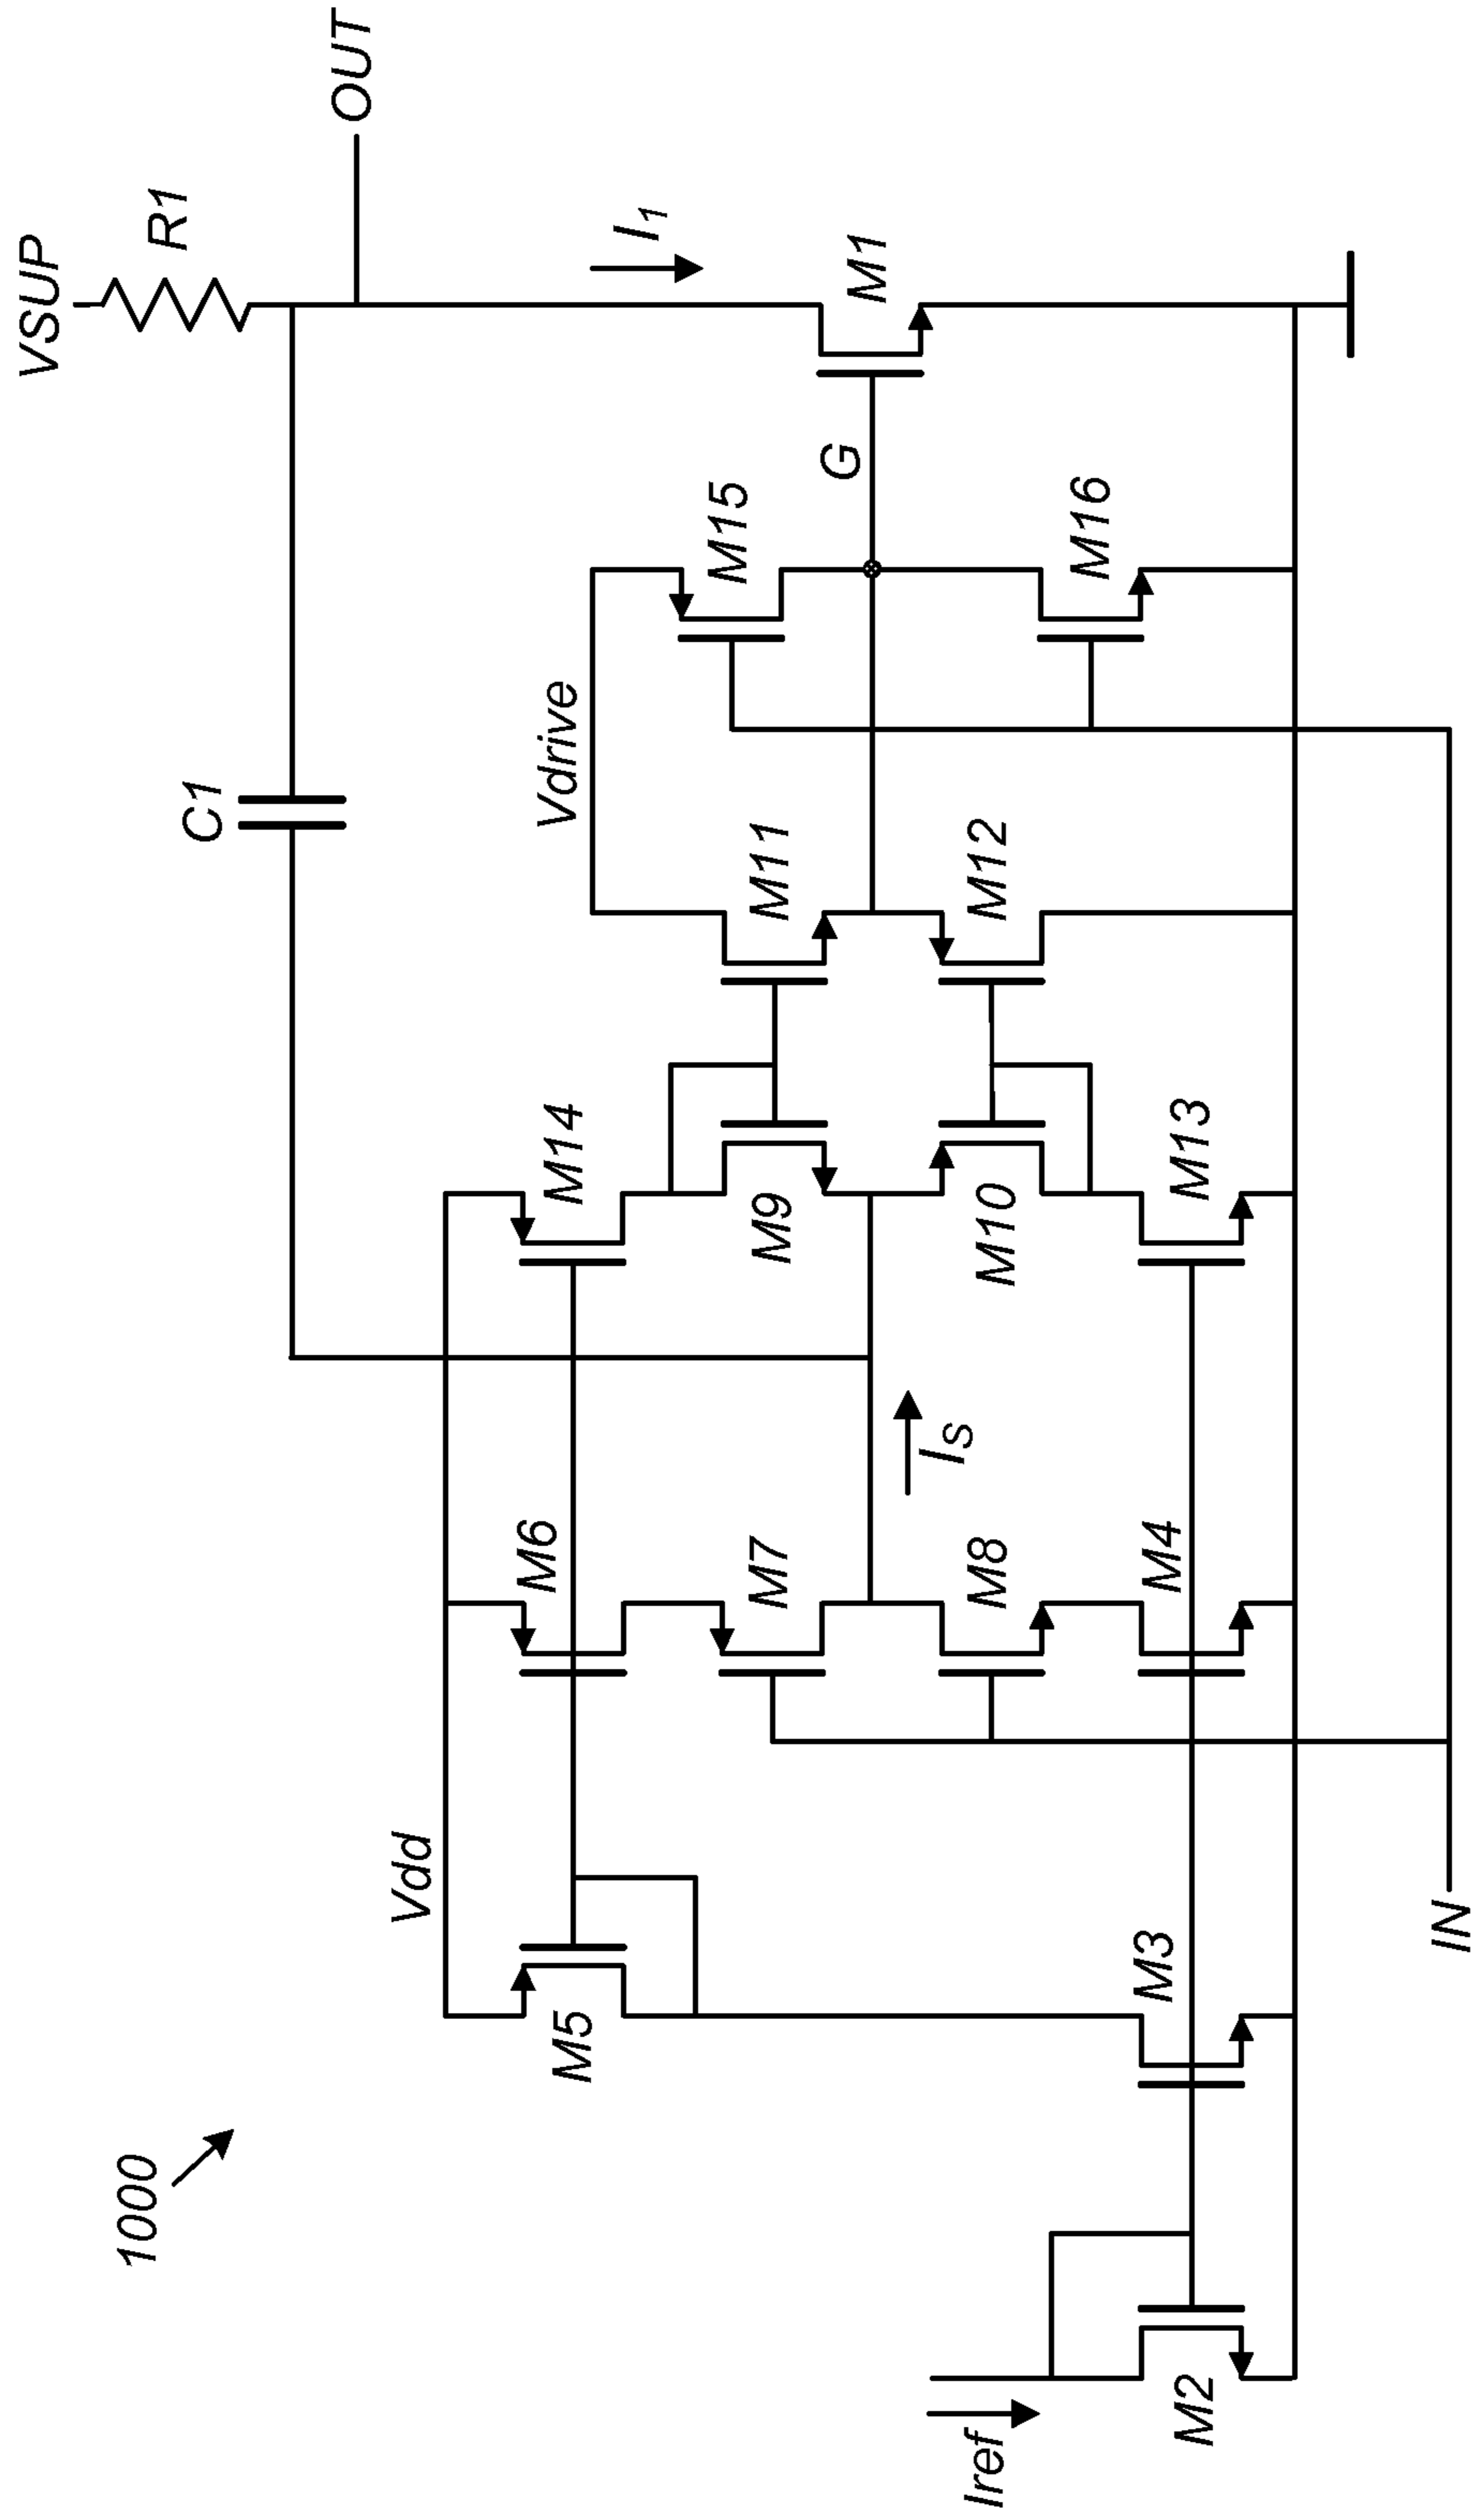 1000
VSUP
R1
OUT
C1
I1
Vdd
Vdrive
M5
M6
M14
M15
M7
M9
M11
M1
G
IS
M8
M10
M12
M16
Iref
M2
M3
M4
M13
IN